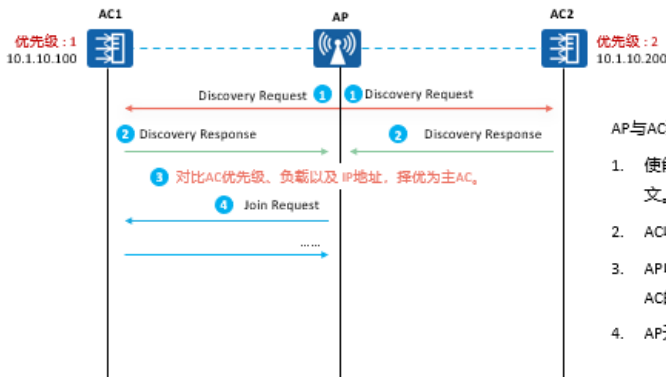 AC1
AP
AC2
优先级：1
10.1.10.100
优先级：2
10.1.10.200
Discovery Request 1
1 Discovery Request
2 Discovery Response
2 Discovery Response
3 对比AC优先级、负载以及 IP地址，择优为主AC。
4 Join Request
……
AP与AC
1. 使
文。
2. AC
3. AP
AC
4. AP